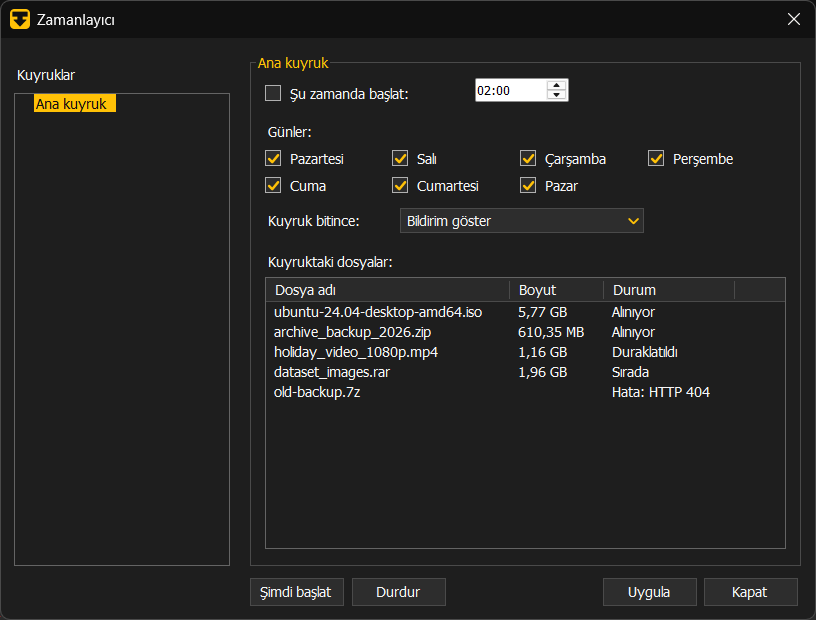 Zamanlayıcı
Kuyruklar
Ana kuyruk
Ana kuyruk
Şu zamanda başlat: 02:00
Günler:
Pazartesi Salı Çarşamba Perşembe
Cuma Cumartesi Pazar
Kuyruk bitince: Bildirim göster
Kuyruktaki dosyalar:
Dosya adı Boyut Durum
ubuntu-24.04-desktop-amd64.iso 5,77 GB Alınıyor
archive_backup_2026.zip 610,35 MB Alınıyor
holiday_video_1080p.mp4 1,16 GB Duraklatıldı
dataset_images.rar 1,96 GB Sırada
old-backup.7z Hata: HTTP 404
Şimdi başlat Durdur Uygula Kapat